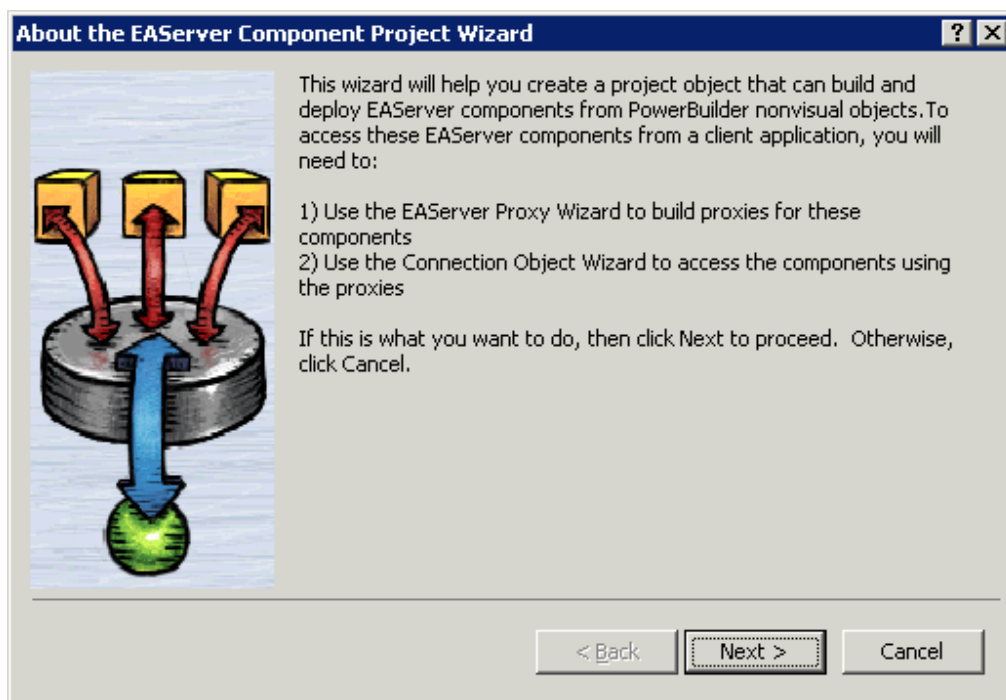 About the EAServer Component Project Wizard
This wizard will help you create a project object that can build and
deploy EAServer components from PowerBuilder nonvisual objects.To
access these EAServer components from a client application, you will
need to:
1) Use the EAServer Proxy Wizard to build proxies for these
components
2) Use the Connection Object Wizard to access the components using
the proxies
If this is what you want to do, then click Next to proceed.  Otherwise,
click Cancel.
< Back
Next >
Cancel